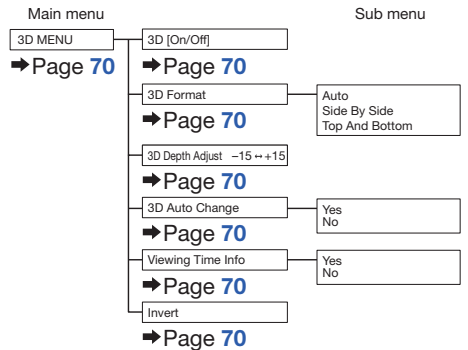 Main menu
Sub menu
3D MENU
➡Page 70
3D [On/Off]
➡Page 70
3D Format
➡Page 70
Auto
Side By Side
Top And Bottom
3D Depth Adjust −15 ↔ +15
➡Page 70
3D Auto Change
➡Page 70
Yes
No
Viewing Time Info
➡Page 70
Yes
No
Invert
➡Page 70